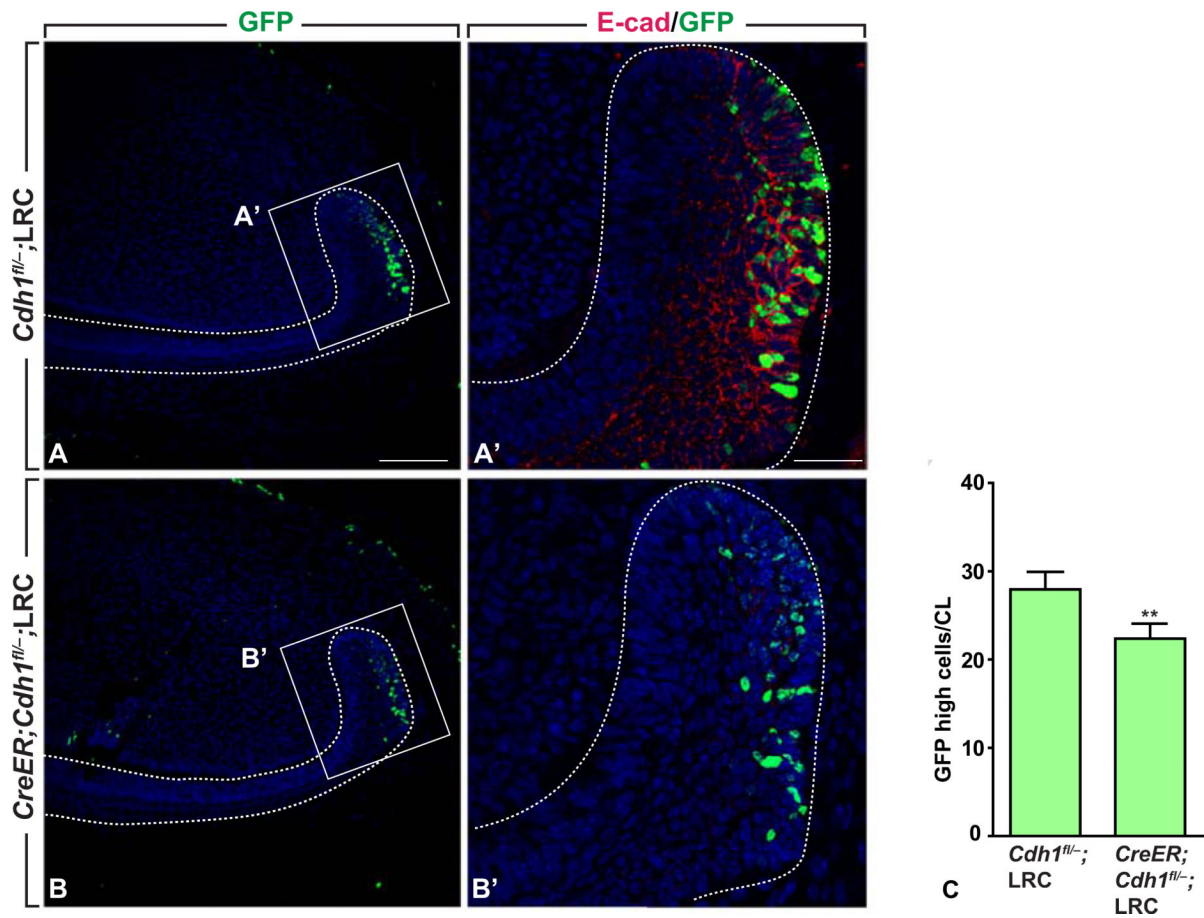 GFP
E-cad/GFP
Cdh1fl/–;LRC
A'
A
A'
CreER;Cdh1fl/–;LRC
B'
B
B'
40
30
20
10
0
GFP high cells/CL
**
Cdh1fl/–;
LRC
CreER;
Cdh1fl/–;
LRC
C